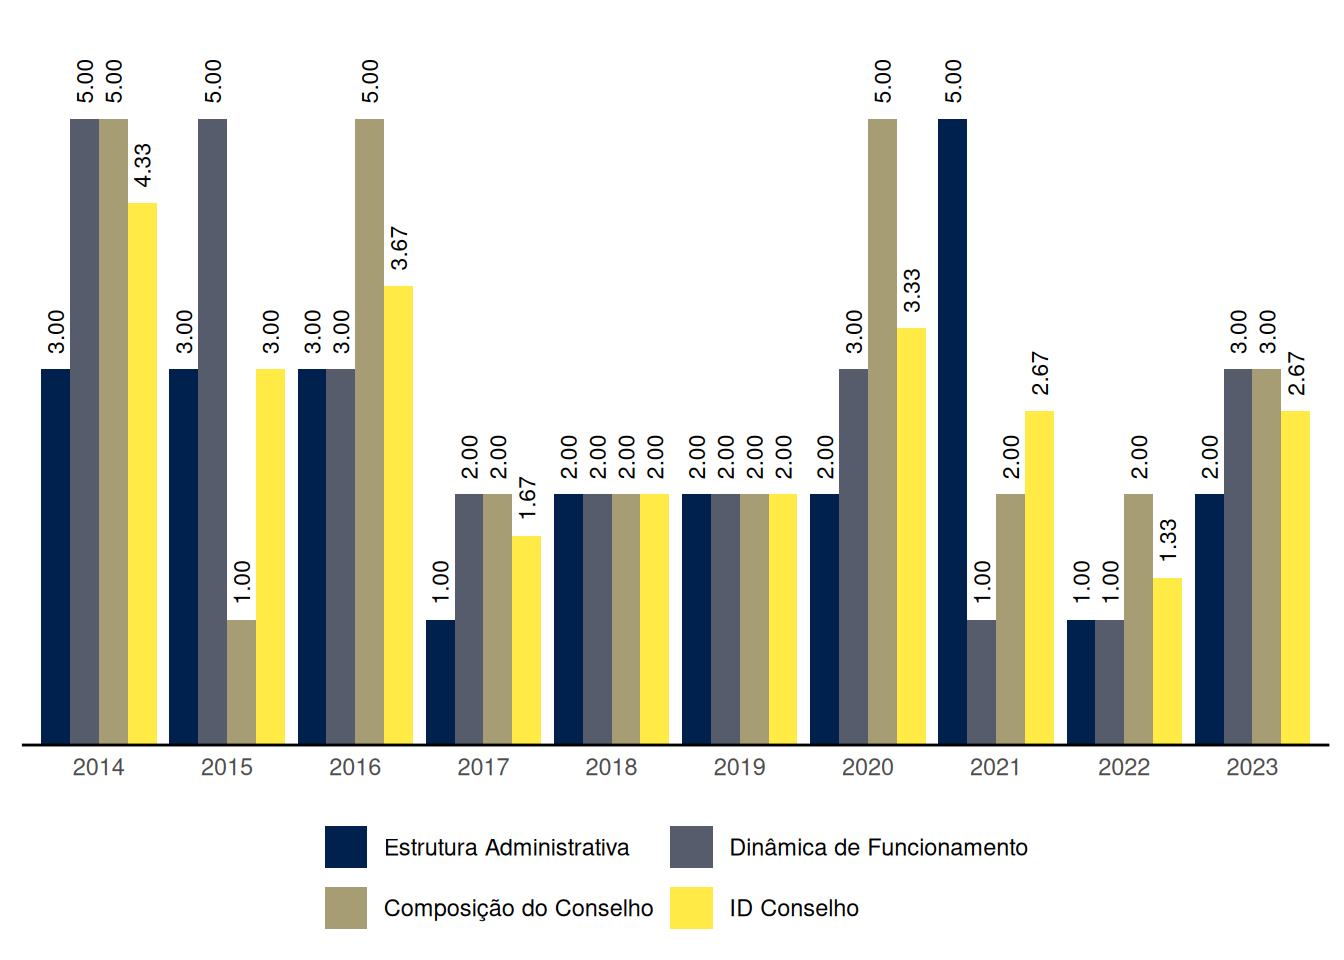 3.00 5.00 5.00 4.33
3.00 5.00 1.00 3.00
3.00 3.00 5.00 3.67
1.00 2.00 2.00 1.67
2.00 2.00 2.00 2.00
2.00 2.00 2.00 2.00
2.00 3.00 5.00 3.33
5.00 1.00 2.00 2.67
1.00 1.00 2.00 1.33
2.00 3.00 3.00 2.67
2014 2015 2016 2017 2018 2019 2020 2021 2022 2023
Estrutura Administrativa Dinâmica de Funcionamento
Composição do Conselho ID Conselho